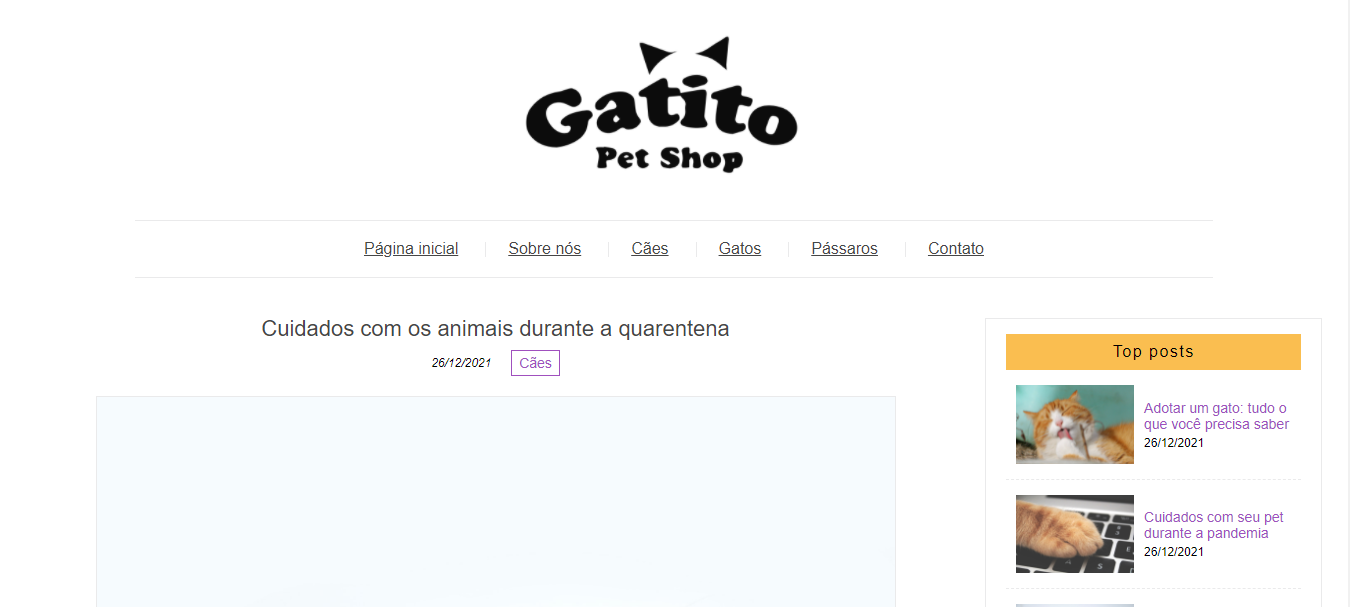 Gatito
Pet Shop
Página inicial
Sobre nós
Cães
Gatos
Pássaros
Contato
Cuidados com os animais durante a quarentena
26/12/2021
Cães
Top posts
Adotar um gato: tudo o
que você precisa saber
26/12/2021
Cuidados com seu pet
durante a pandemia
26/12/2021